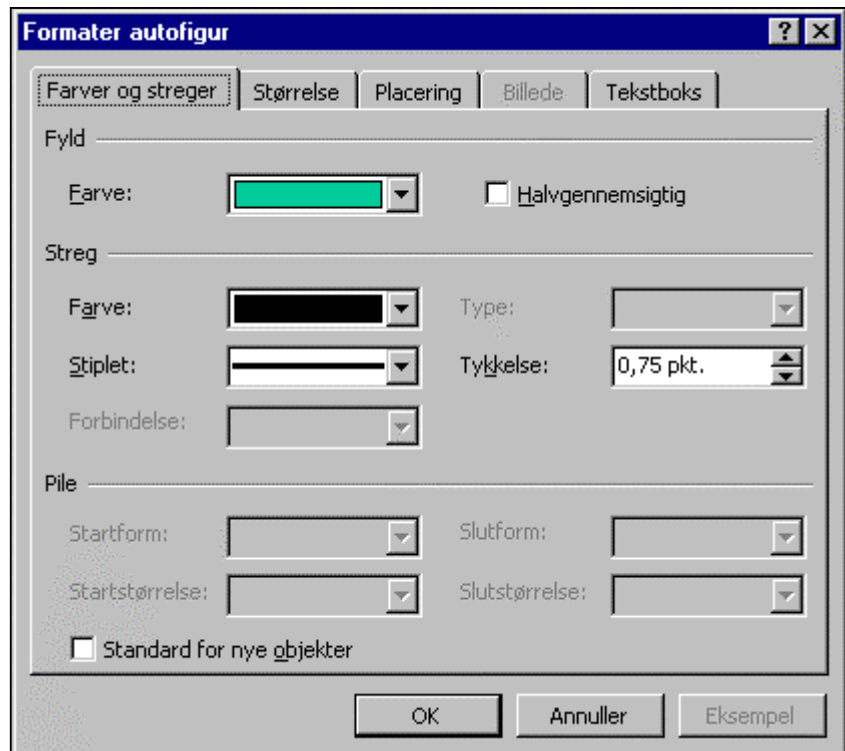 Formater autofigur
Farver og streger Størrelse Placering Billede Tekstboks
Fyld
Farve: Halvgennemsigtig
Streg
Farve: Type:
Stiplet: Tykkelse: 0,75 pkt.
Forbindelse:
Pile
Startform: Slutform:
Startstørrelse: Slutstørrelse:
Standard for nye objekter
OK Annuller Eksempel